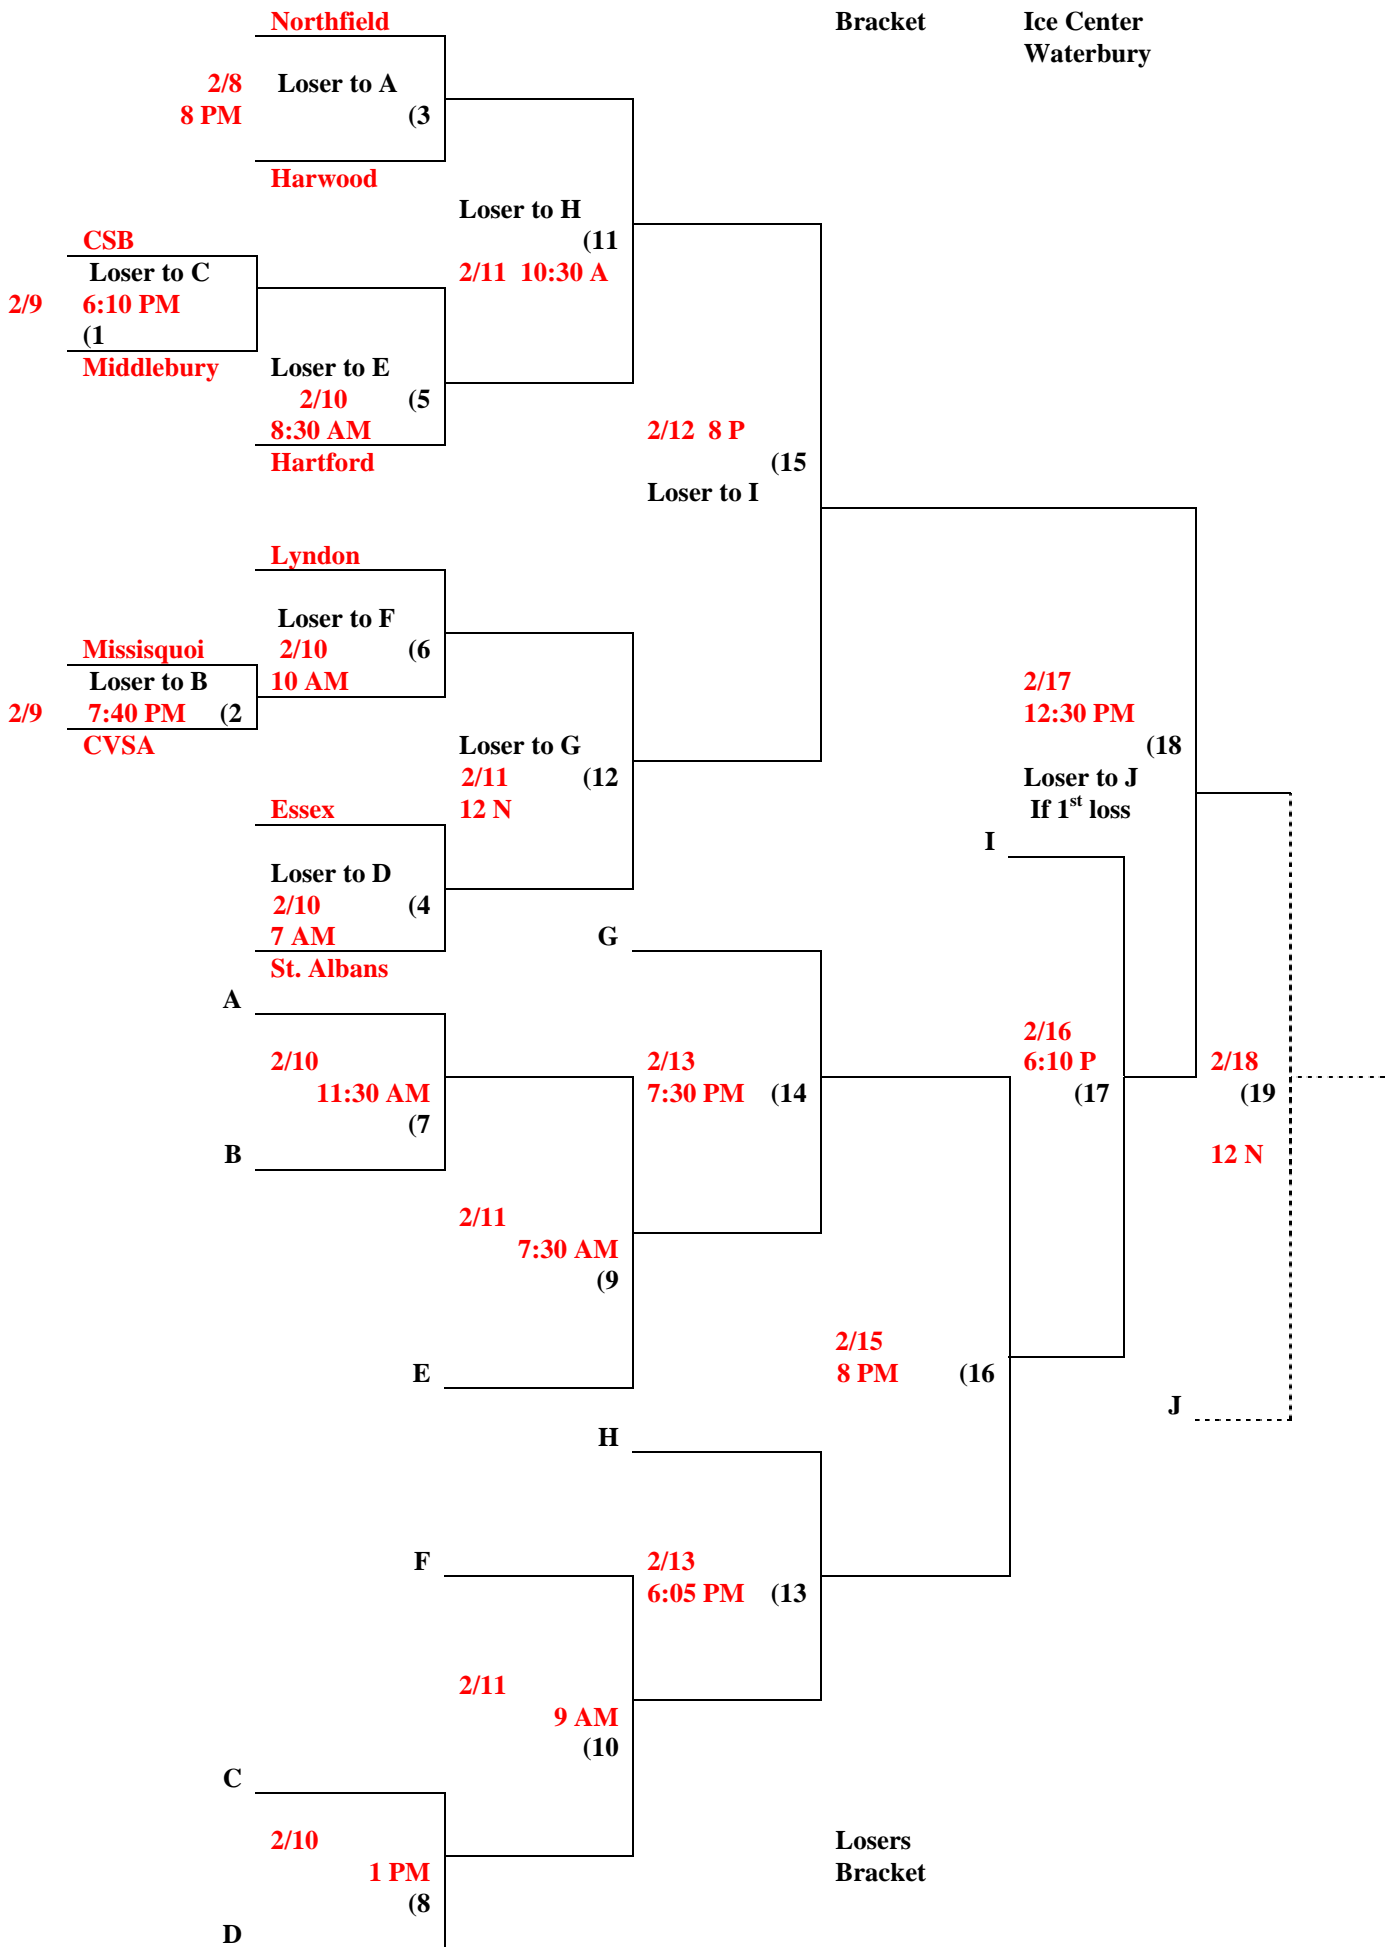 Northfield
Bracket
Ice Center
Waterbury
2/8 Loser to A
8 PM (3
Harwood
Loser to H
CSB (11
Loser to C 2/11 10:30 A
2/9 6:10 PM
(1
Middlebury
Loser to E
2/10 (5
8:30 AM
Hartford
2/12 8 P
(15
Loser to I
Lyndon
Loser to F
Missisquoi 2/10 (6
Loser to B 10 AM
2/9 7:40 PM (2
CVSA
2/17
12:30 PM
(18
Loser to J
If 1st loss
Loser to G
2/11 (12
12 N
Essex
Loser to D
2/10 (4
7 AM
St. Albans
I
G
A
2/10
11:30 AM
(7
B
2/13
7:30 PM (14
2/16
6:10 P
(17
2/18
(19
12 N
2/11
7:30 AM
(9
E
2/15
8 PM (16
J
H
F
2/13
6:05 PM (13
2/11
9 AM
(10
C
2/10
1 PM
(8
D
Losers
Bracket